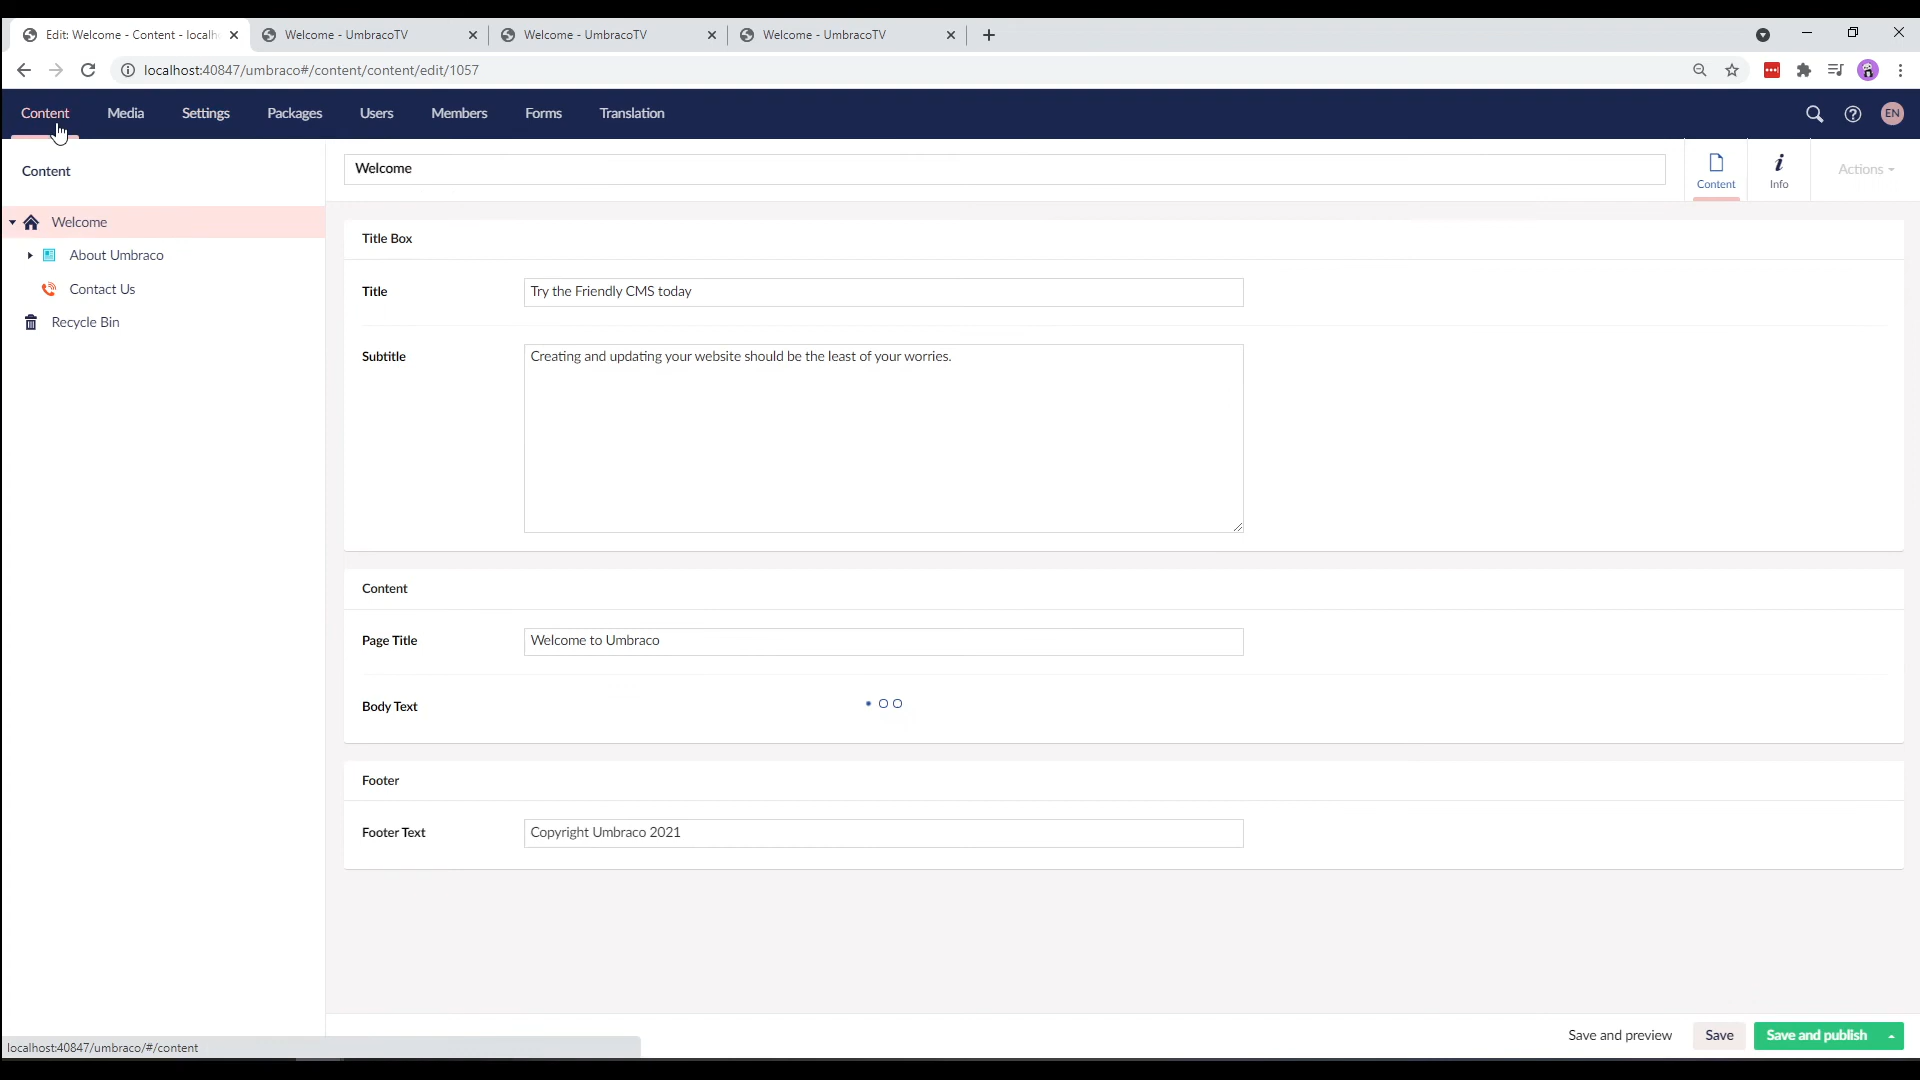 Edit: Welcome - Content - localh
Welcome - UmbracoTV
Welcome - UmbracoTV
Welcome - UmbracoTV
localhost:40847/umbraco#/content/content/edit/1057
Content
Media
Settings
Packages
Users
Members
Forms
Translation
EN
Content
Welcome
About Umbraco
Contact Us
Recycle Bin
Welcome
Content
Info
Actions
Title Box
Title
Try the Friendly CMS today
Subtitle
Creating and updating your website should be the least of your worries.
Content
Page Title
Welcome to Umbraco
Body Text
Footer
Footer Text
Copyright Umbraco 2021
Save and preview
Save
Save and publish
localhost:40847/umbraco/#/content